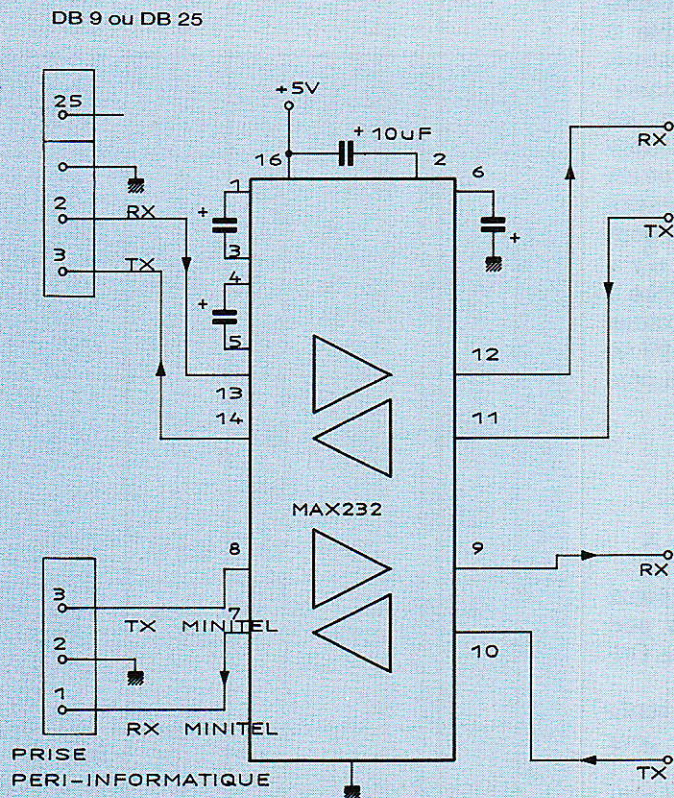 DB 9 ou DB 25
+5V
25
+ 10uF
RX
16
2
6
1
2
RX
+
+
TX
3
TX
3
4
+
5
12
13
14
11
MAX232
8
9
3
RX
TX MINITEL
7
2
10
1
RX MINITEL
PRISE
PERI-INFORMATIQUE
TX